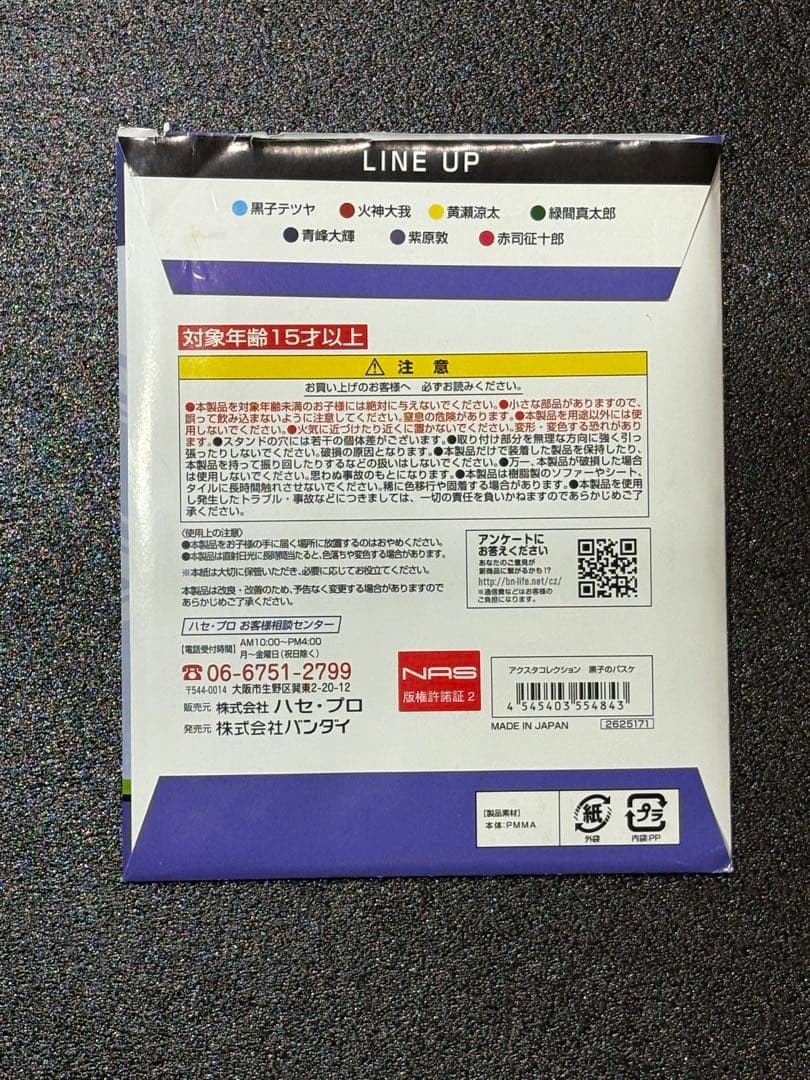 LINE UP
●黒子テツヤ ●火神大我 ●黄瀬涼太 ●緑間真太郎
●青峰大輝 ●紫原敦 ●赤司征十郎
対象年齢15才以上
⚠ 注 意
お買い上げのお客様へ 必ずお読みください。
●本製品を対象年齢未満のお子様には絶対に与えないでください。●小さな部品がありますので、
誤って飲み込まないように注意してください。窒息の危険があります。●本製品を用途以外には使
用しないでください。●火気に近づけたり近くに置かないでください。変形・変色する恐れがありま
す。●スタンドの穴には若干の個体差がございます。●取り付け部分を無理な方向に強く引っ
張ったりしないでください。破損の原因となります。●本製品だけで装着した製品を保持したり、
本製品を持って振り回したりするなどの扱いはしないでください。●万一、本製品が破損した場合
は使用しないでください。思わぬ事故のもとになります。●本製品は樹脂製のソファーやシート、
タイルに長時間触れさせないでください。稀に色移行や固着する場合があります。●本製品を使用
し発生したトラブル・事故などにつきましては、一切の責任を負いかねますのであらかじめご了
承ください。
〈使用上の注意〉
●本製品をお子様の手に届く場所に放置するのはおやめください。
●本製品は直射日光に長時間当たると、色落ちや変色する場合があります。
※本紙は大切に保管いただき、必要に応じてお役立てください。
本製品は改良・改善のため、予告なく変更する場合がありますので
あらかじめご了承ください。
アンケートに
お答えください
あなたのご意見が
新商品に繋がるかも!?
http://bn-life.net/cz/
※通信費などはお客様の
ご負担になります。
ハセ・プロ お客様相談センター
【電話受付時間】 AM10:00〜PM4:00
月〜金曜日(祝日除く)
☎06-6751-2799
〒544-0014 大阪市生野区巽東2-20-12
販売元 株式会社 ハセ・プロ
発売元 株式会社バンダイ
NAS
版権許諾証 2
アクスタコレクション 黒子のバスケ
4 545403 554843
MADE IN JAPAN 2625171
【製品素材】
本体:PMMA
紙
外袋
プラ
内袋:PP